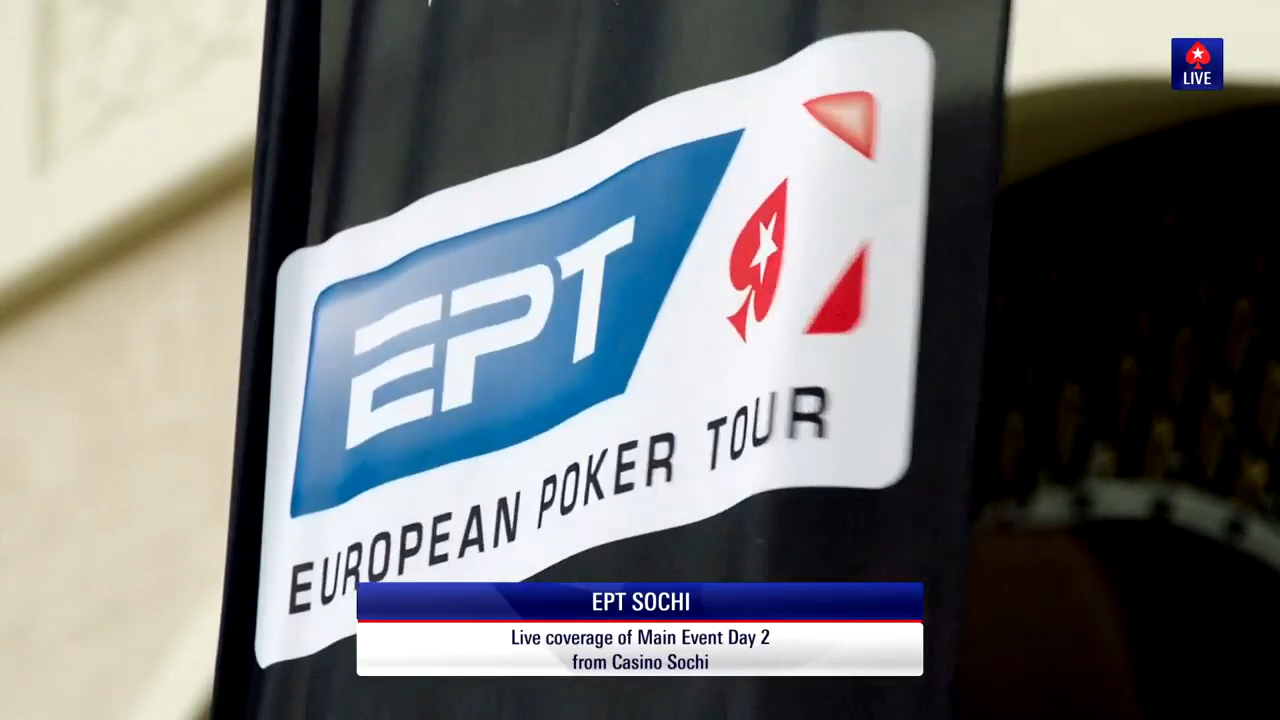 LIVE
EPT
EUROPEAN POKER TOUR
EPT SOCHI
Live coverage of Main Event Day 2
from Casino Sochi